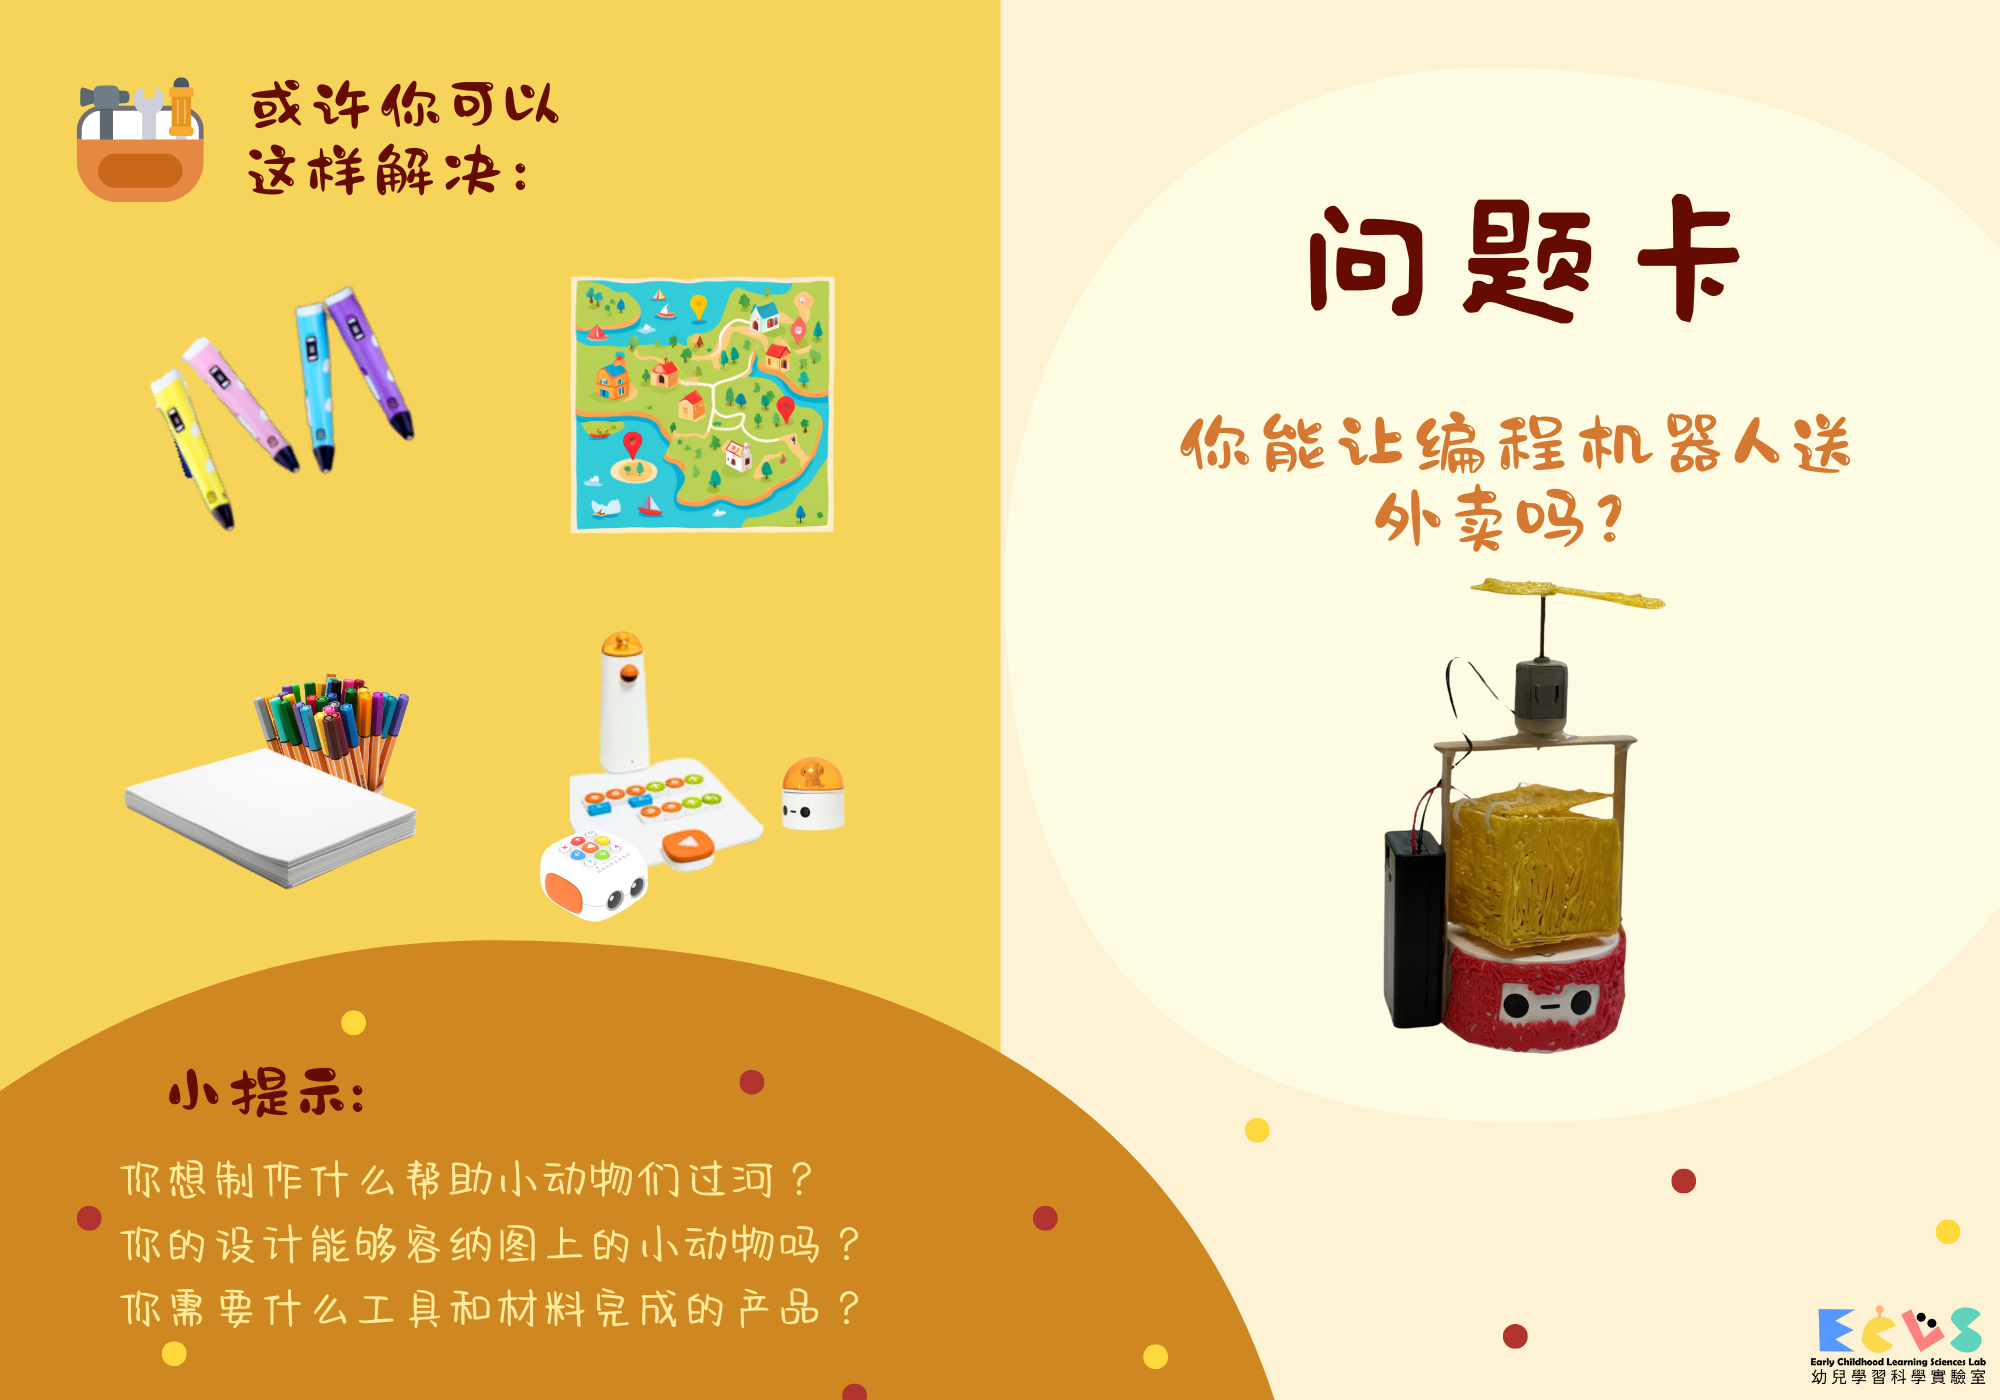 或许你可以
这样解决：
小提示：
你想制作什么帮助小动物们过河？
你的设计能够容纳图上的小动物吗？
你需要什么工具和材料完成的产品？
问题卡
你能让编程机器人送
外卖吗？
ECLS
Early Childhood Learning Sciences Lab
幼兒學習科學實驗室